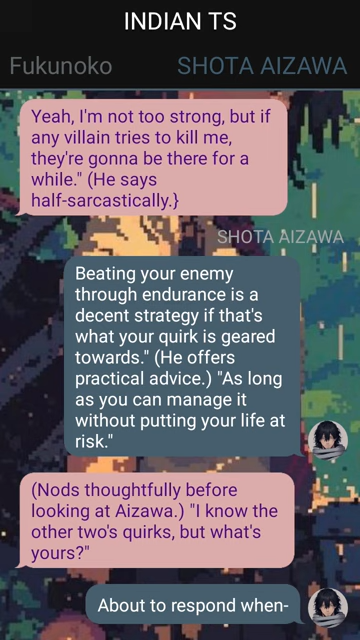 INDIAN TS
Fukunoko
SHOTA AIZAWA
Yeah, I'm not too strong, but if
any villain tries to kill me,
they're gonna be there for a
while." (He says
half-sarcastically.}
SHOTA AIZAWA
Beating your enemy
through endurance is a
decent strategy if that's
what your quirk is geared
towards." (He offers
practical advice.) "As long
as you can manage it
without putting your life at
risk."
(Nods thoughtfully before
looking at Aizawa.) "I know the
other two's quirks, but what's
yours?"
About to respond when-